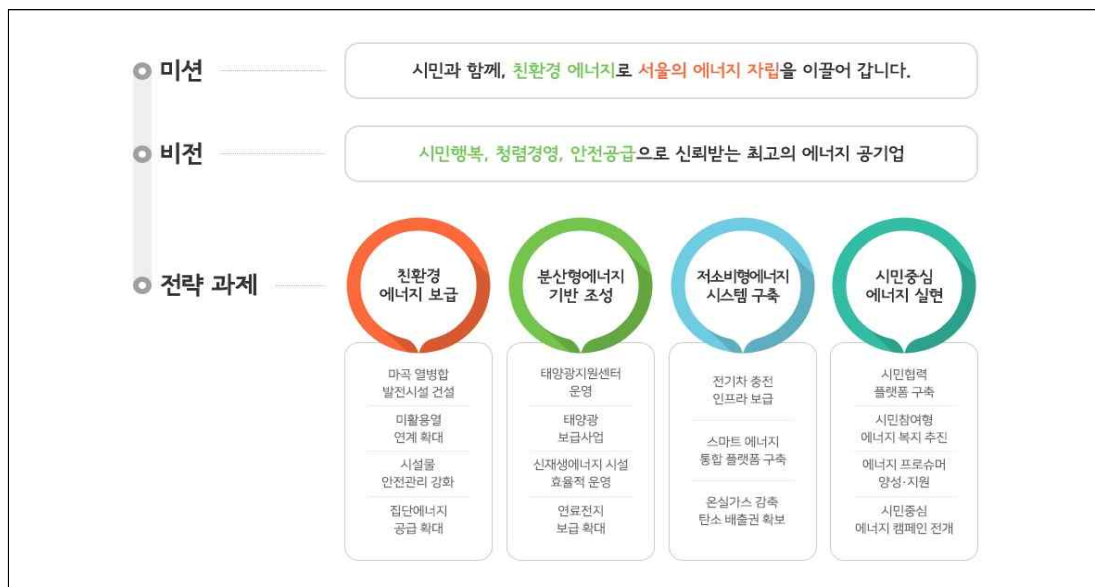 미션
시민과 함께, 친환경 에너지로 서울의 에너지 자립을 이끌어 갑니다.
비전
시민행복, 청렴경영, 안전공급으로 신뢰받는 최고의 에너지 공기업
전략 과제
친환경
에너지 보급
마곡 열병합
발전시설 건설
미활용열
연계 확대
시설물
안전관리 강화
집단에너지
공급 확대
분산형에너지
기반 조성
태양광지원센터
운영
태양광
보급사업
신재생에너지 시설
효율적 운영
연료전지
보급 확대
저소비형에너지
시스템 구축
전기차 충전
인프라 보급
스마트 에너지
통합 플랫폼 구축
온실가스 감축
탄소 배출권 확보
시민중심
에너지 실현
시민협력
플랫폼 구축
시민참여형
에너지 복지 추진
에너지 프로슈머
양성·지원
시민중심
에너지 캠페인 전개